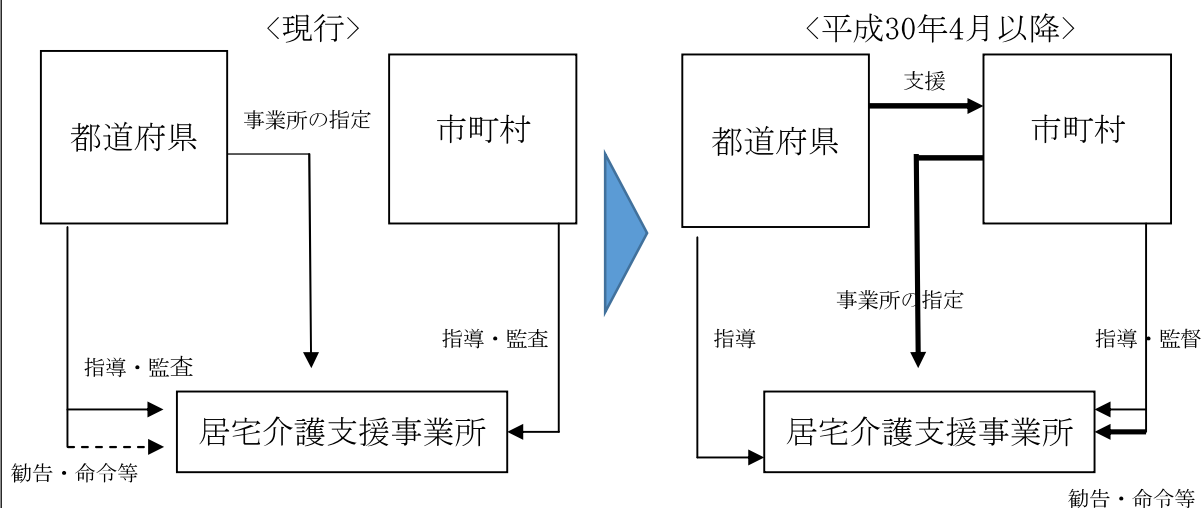 <現行>
都道府県
事業所の指定
市町村
指導・監査
指導・監査
居宅介護支援事業所
勧告・命令等
<平成30年4月以降>
都道府県
支援
市町村
事業所の指定
指導
指導・監督
居宅介護支援事業所
勧告・命令等